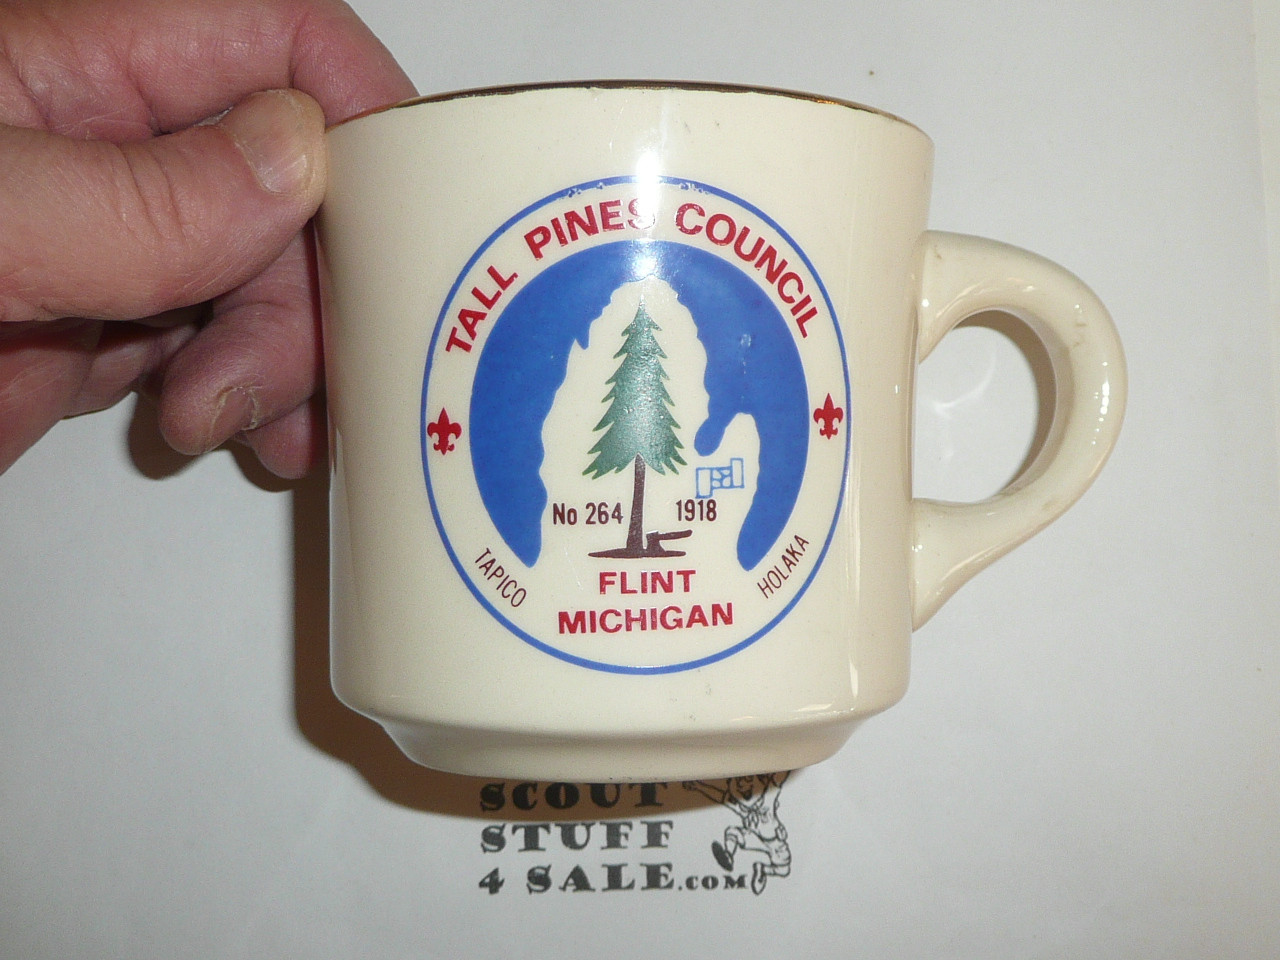 TALL PINES COUNCIL
No 264 1918
TAPICO
HOLAKA
FLINT
MICHIGAN
SCOUT
STUFF
4 SALE.COM